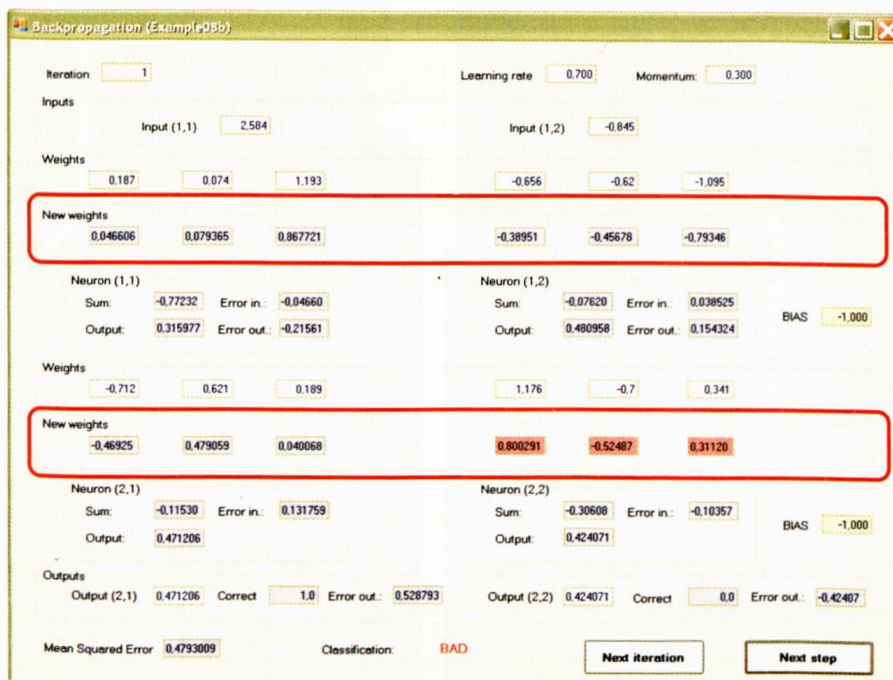 Backpropagation (Example08b)
Iteration 1 Learning rate 0,700 Momentum: 0,300
Inputs
Input (1,1) 2,584 Input (1,2) -0,845
Weights
0,187 0,074 1,193 -0,656 -0,62 -1,095
New weights
0,046606 0,079365 0,867721 -0,38951 -0,45678 -0,79346
Neuron (1,1) Neuron (1,2)
Sum: -0,77232 Error in.: -0,04660 Sum: -0,07620 Error in.: 0,038525
BIAS -1,000
Output: 0,315977 Error out.: -0,21561 Output: 0,480958 Error out.: 0,154324
Weights
-0,712 0,621 0,189 1,176 -0,7 0,341
New weights
-0,46925 0,479059 0,040068 0,800291 -0,52487 0,31120
Neuron (2,1) Neuron (2,2)
Sum: -0,11530 Error in.: 0,131759 Sum: -0,30608 Error in.: -0,10357
BIAS -1,000
Output: 0,471206 Output: 0,424071
Outputs
Output (2,1) 0,471206 Correct 1,0 Error out.: 0,528793 Output (2,2) 0,424071 Correct 0,0 Error out.: -0,42407
Mean Squared Error 0,4793009 Classification: BAD Next iteration Next step